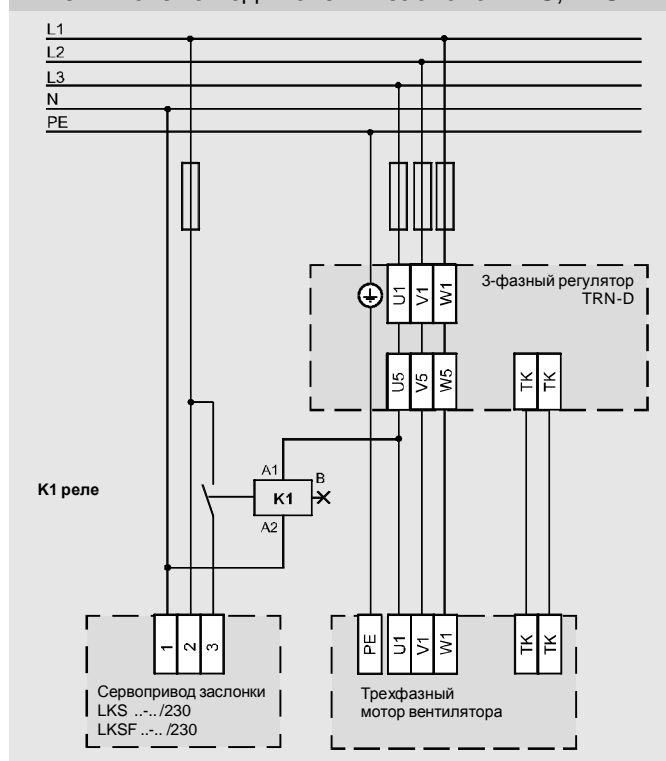 L1
L2
L3
N
PE
U1 V1 W1
3-фазный регулятор
TRN-D
U5 V5 W5 TK TK
A1
B
K1 реле
K1
A2
1 2 3
PE U1 V1 W1 TK TK
Сервопривод заслонки
LKS ..-.. /230
LKSF ..-.. /230
Трехфазный
мотор вентилятора